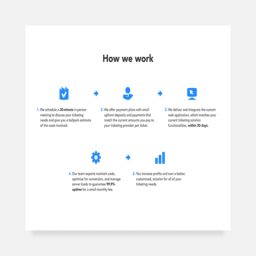 How we work
1. We schedule a 30 minute in-person
meeting to discuss your ticketing
needs and give you a ballpark estimate
of the costs involved.
2. We offer payment plans with small
upfront deposits and payments that
match the current amounts you pay to
your ticketing provider per ticket.
3. We deliver and integrate the custom
web application, which matches your
current ticketing solution
functionalities, within 30 days.
4. Our team experts maintain code,
optimize for conversion, and manage
server loads to guarantee 99.9%
uptime for a small monthly fee.
5. You increase profits and own a better,
customized, solution for all of your
ticketing needs.